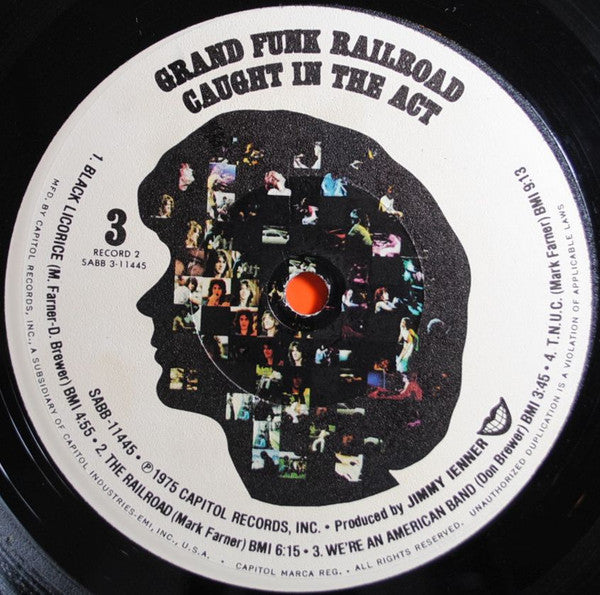 GRAND FUNK RAILROAD
CAUGHT IN THE ACT
3
RECORD 2
SABB 3-11445
1. BLACK LICORICE (M. Farner-D. Brewer) BMI 4:55 • 2. THE RAILROAD (Mark Farner) BMI 6:15 • 3. WE'RE AN AMERICAN BAND (Don Brewer) BMI 3:45 • 4. T.N.U.C. (Mark Farner) BMI 9:13
SABB-11445 • ℗ 1975 CAPITOL RECORDS, INC. • Produced by JIMMY IENNER
MFD. BY CAPITOL RECORDS, INC., A SUBSIDIARY OF CAPITOL INDUSTRIES-EMI, INC., U.S.A. • CAPITOL MARCA REG. • ALL RIGHTS RESERVED. UNAUTHORIZED DUPLICATION IS A VIOLATION OF APPLICABLE LAWS